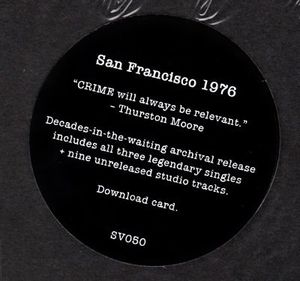 San Francisco 1976
“CRIME will always be relevant.”
– Thurston Moore
Decades-in-the-waiting archival release
includes all three legendary singles
+ nine unreleased studio tracks.
Download card.
SV050